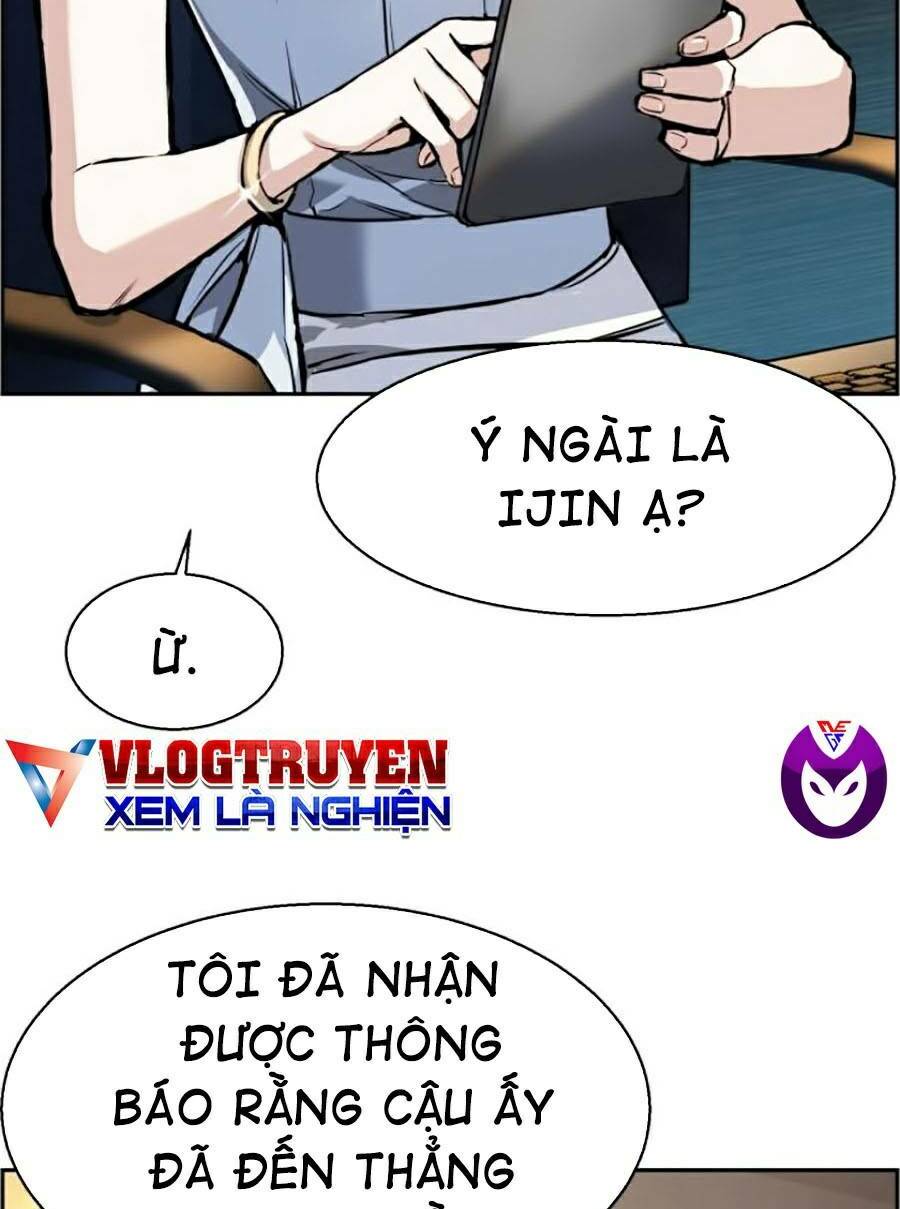 Ý NGÀI LÀ
IJIN Ạ?
Ừ.
VLOGTRUYEN
XEM LÀ NGHIỆN
TÔI ĐÃ NHẬN
ĐƯỢC THÔNG
BÁO RẰNG CẬU ẤY
ĐÃ ĐẾN THẲNG